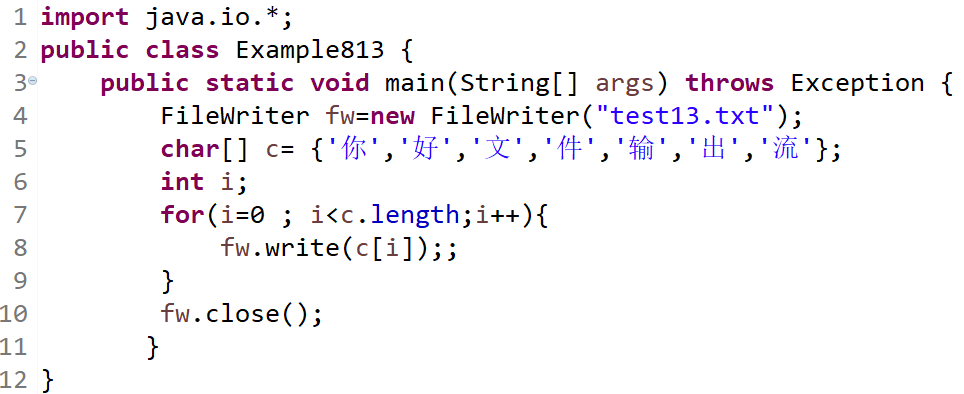 1 import java.io.*;
2 public class Example813 {
3     public static void main(String[] args) throws Exception {
4         FileWriter fw=new FileWriter("test13.txt");
5         char[] c= {'你','好','文','件','输','出','流'};
6         int i;
7         for(i=0 ; i<c.length;i++){
8             fw.write(c[i]);;
9         }
10         fw.close();
11        }
12 }